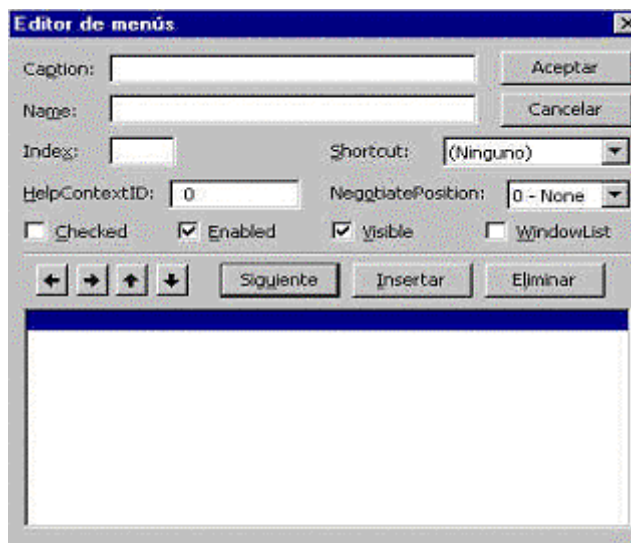 Editor de menús
Caption: Aceptar
Name: Cancelar
Index: Shortcut: (Ninguno)
HelpContextID: 0 NegotiatePosition: 0 - None
Checked Enabled Visible WindowList
Siguiente Insertar Eliminar